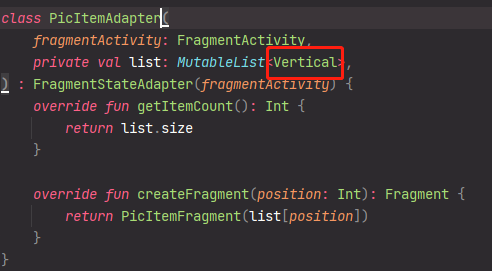 class PicItemAdapter(
    fragmentActivity: FragmentActivity,
    private val list: MutableList<Vertical>,
) : FragmentStateAdapter(fragmentActivity) {
    override fun getItemCount(): Int {
        return list.size
    }

    override fun createFragment(position: Int): Fragment {
        return PicItemFragment(list[position])
    }
}